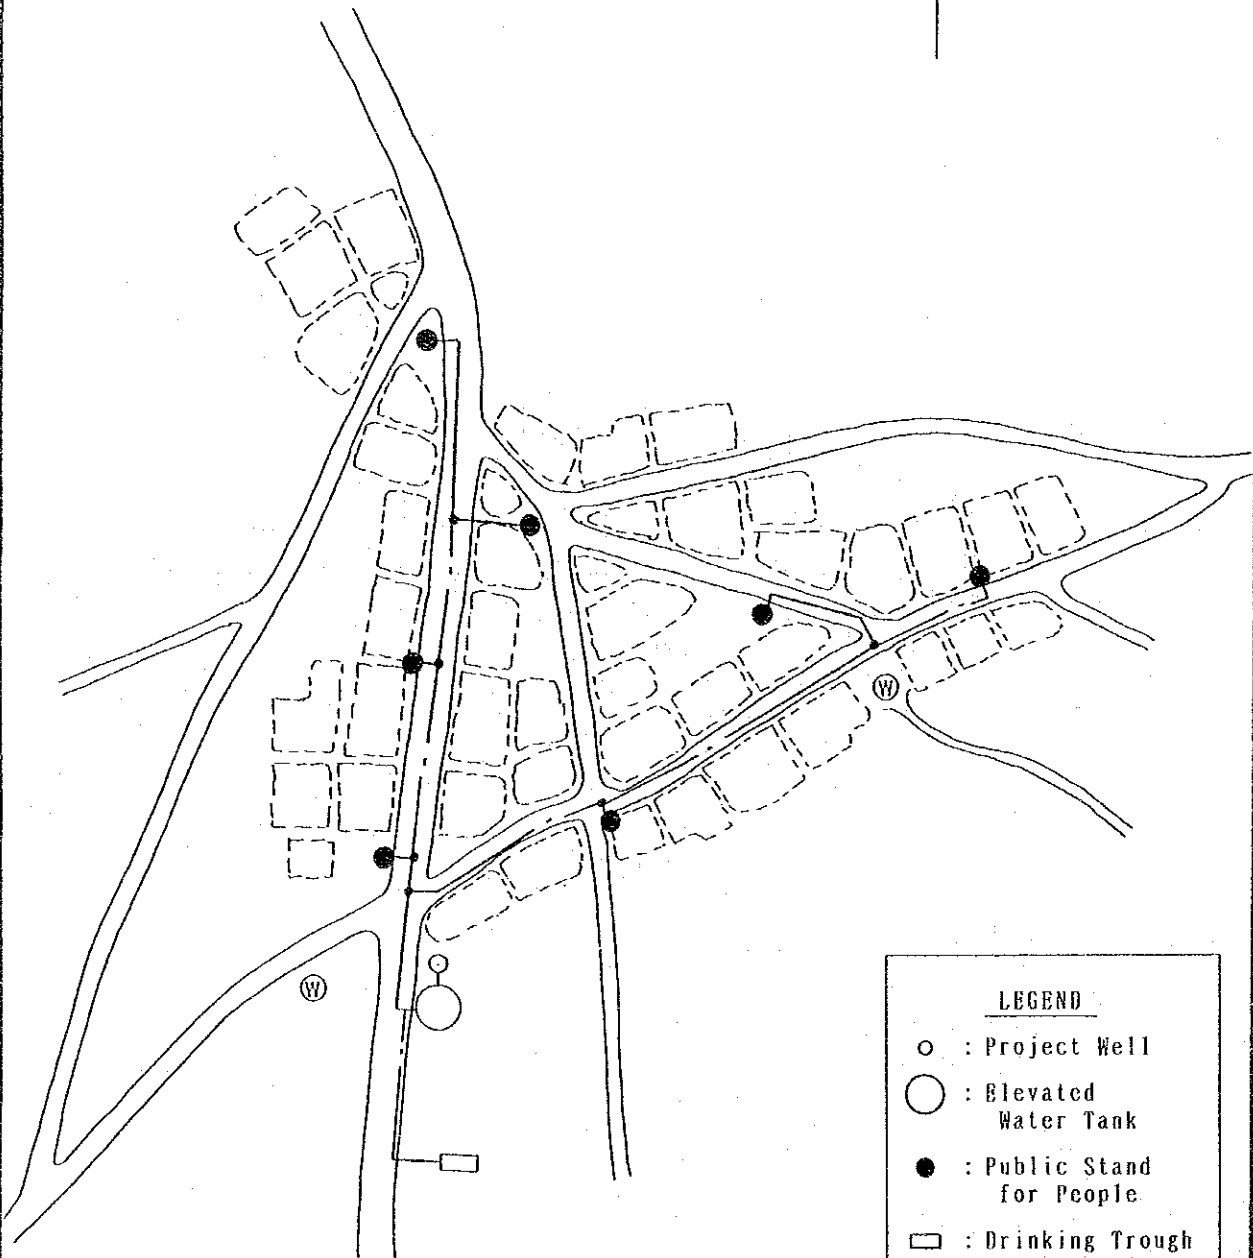 W
W
LEGEND
: Project Well
: Elevated
Water Tank
: Public Stand
for People
: Drinking Trough